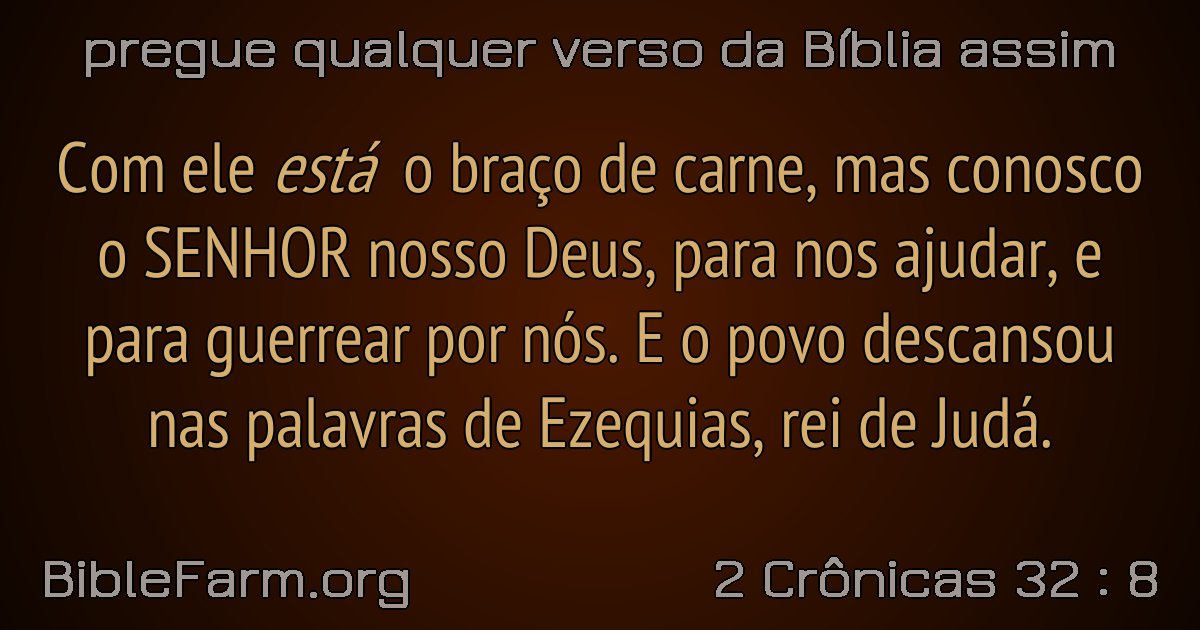 pregue qualquer verso da Bíblia assim
Com ele está o braço de carne, mas conosco
o SENHOR nosso Deus, para nos ajudar, e
para guerrear por nós. E o povo descansou
nas palavras de Ezequias, rei de Judá.
BibleFarm.org
2 Crônicas 32 : 8